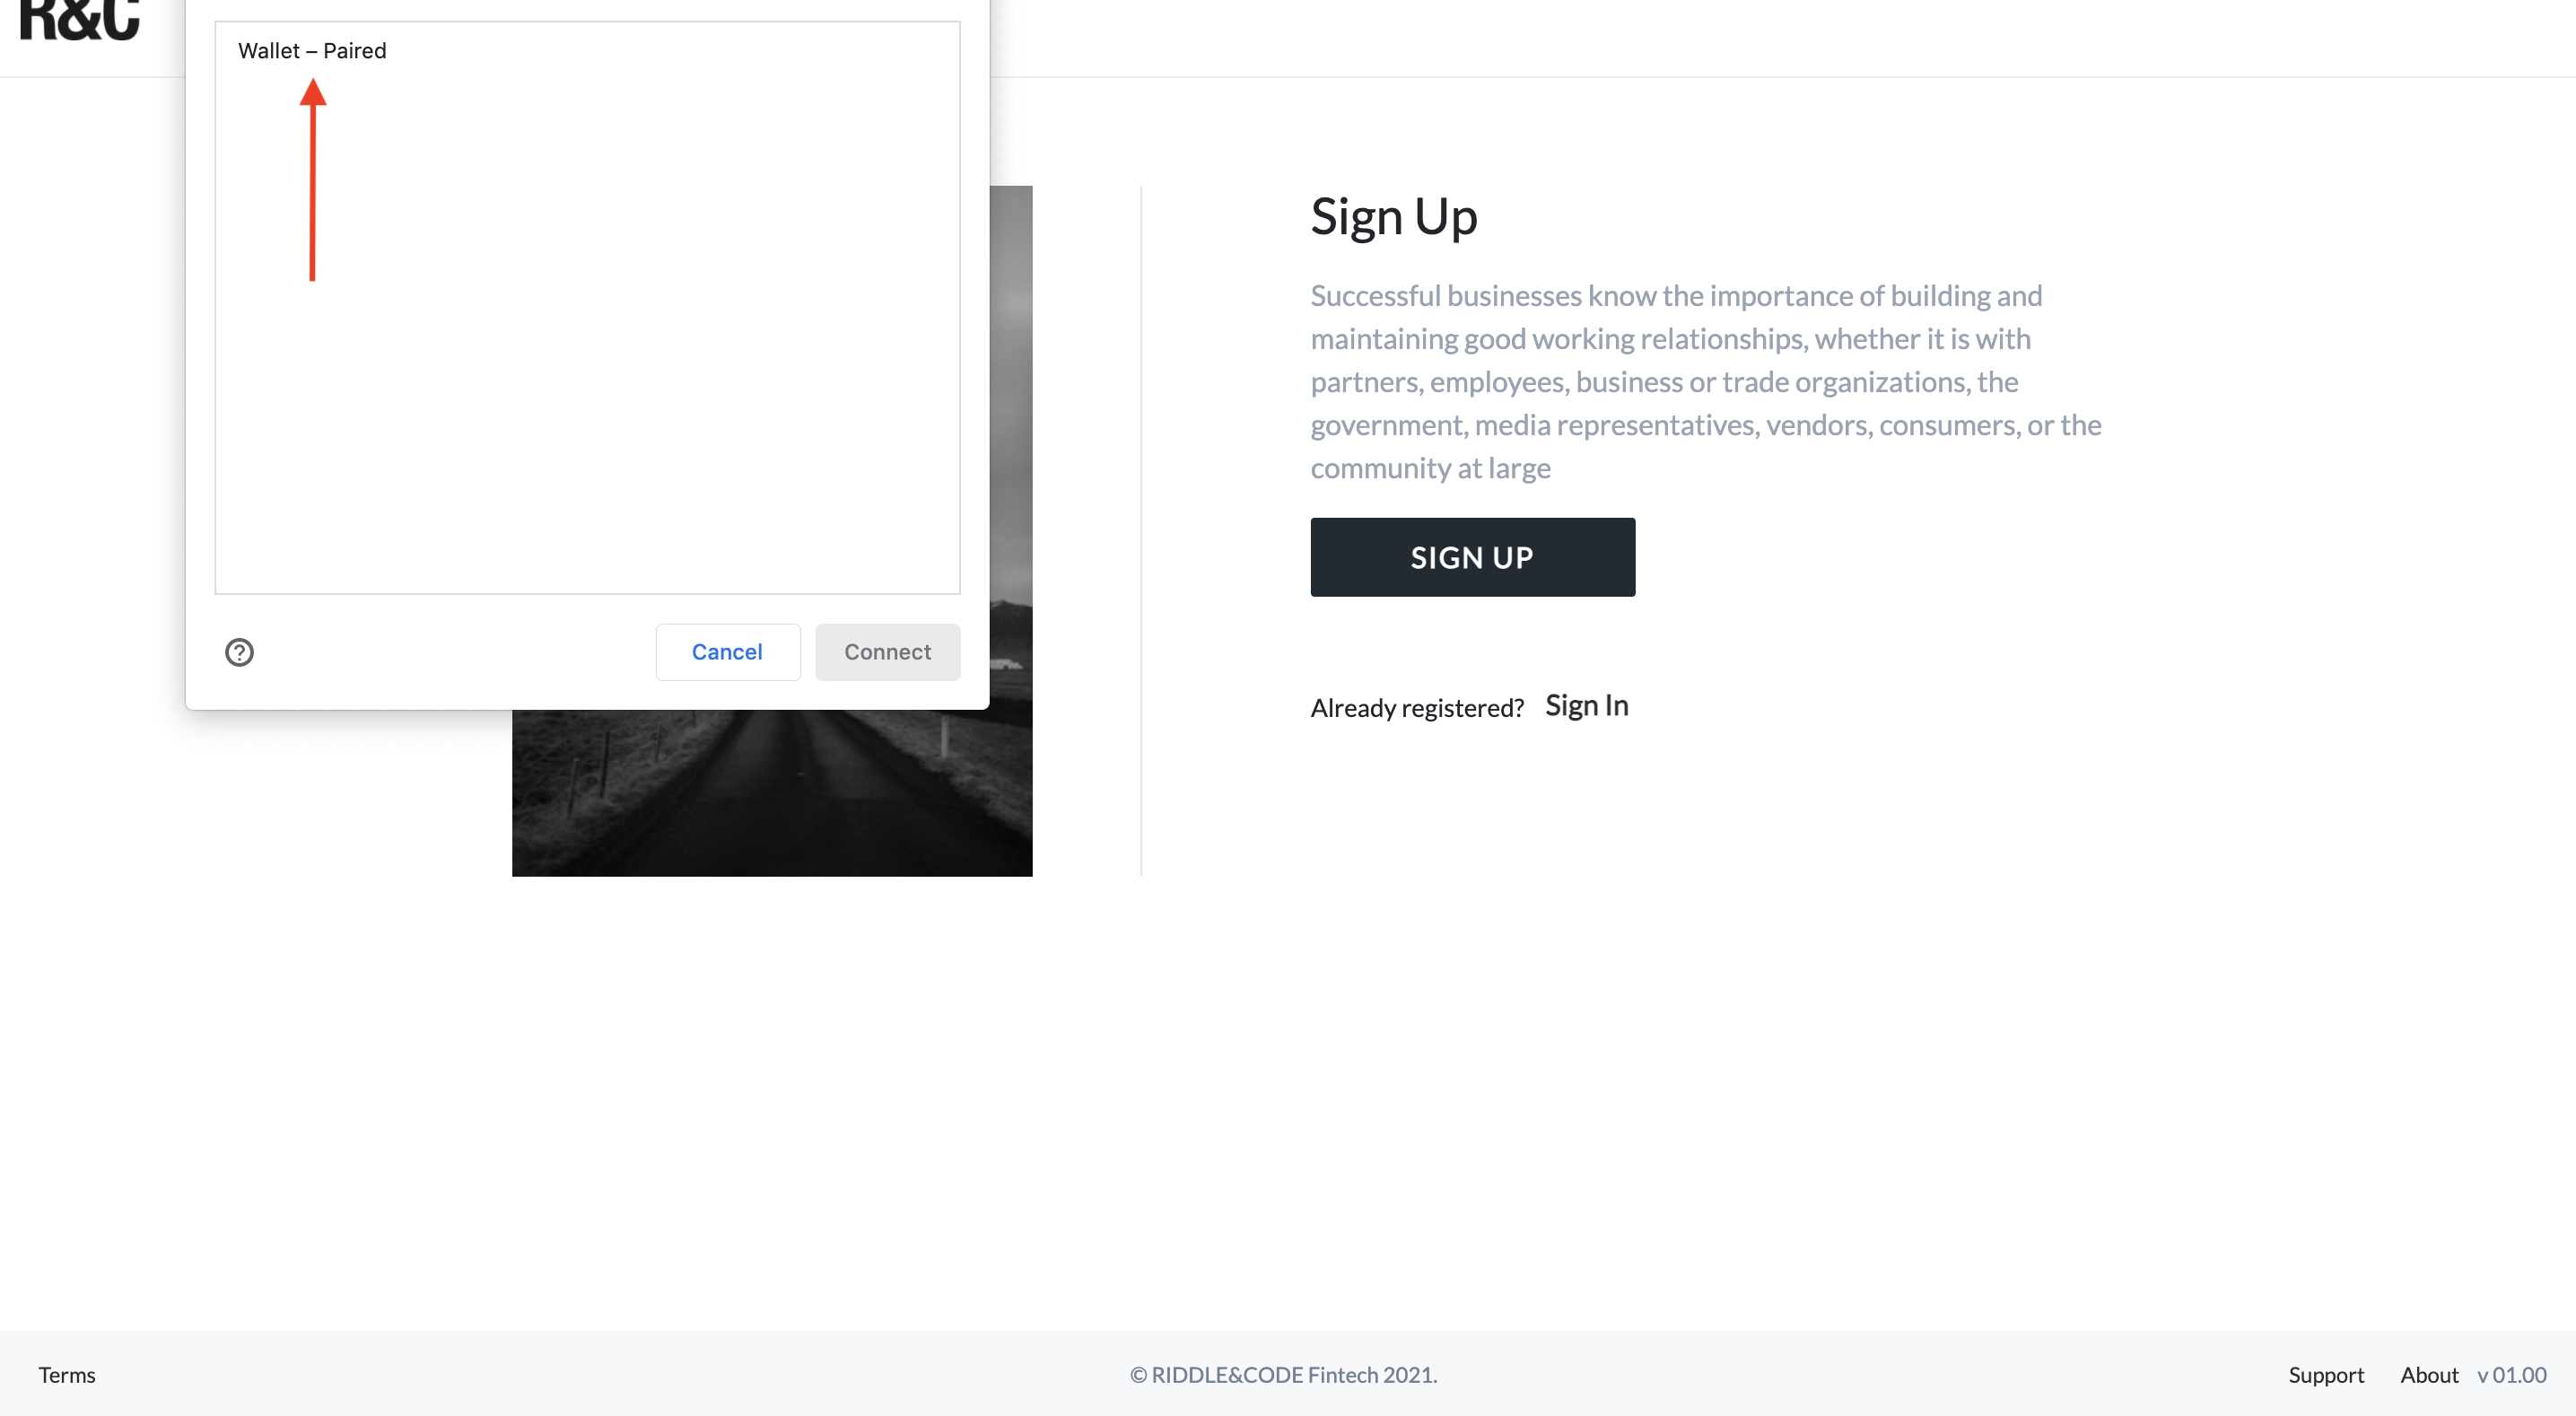 R&C
Wallet – Paired
Cancel
Connect
Sign Up
Successful businesses know the importance of building and
maintaining good working relationships, whether it is with
partners, employees, business or trade organizations, the
government, media representatives, vendors, consumers, or the
community at large
SIGN UP
Already registered? Sign In
Terms
© RIDDLE&CODE Fintech 2021.
Support
About
v 01.00